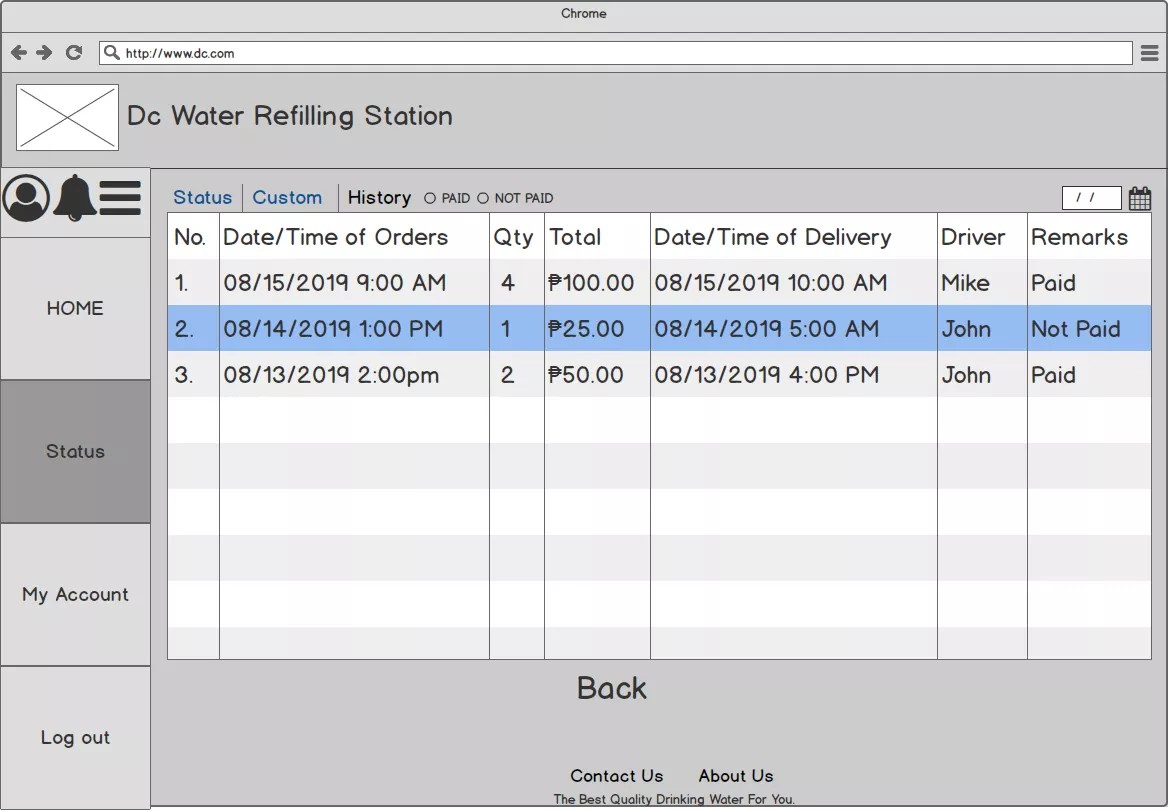 Chrome
http://www.dc.com
Dc Water Refilling Station
Status Custom History PAID NOT PAID / /
No. Date/Time of Orders Qty Total Date/Time of Delivery Driver Remarks
1. 08/15/2019 9:00 AM 4 ₱100.00 08/15/2019 10:00 AM Mike Paid
2. 08/14/2019 1:00 PM 1 ₱25.00 08/14/2019 5:00 AM John Not Paid
3. 08/13/2019 2:00pm 2 ₱50.00 08/13/2019 4:00 PM John Paid
HOME
Status
My Account
Log out
Back
Contact Us About Us
The Best Quality Drinking Water For You.